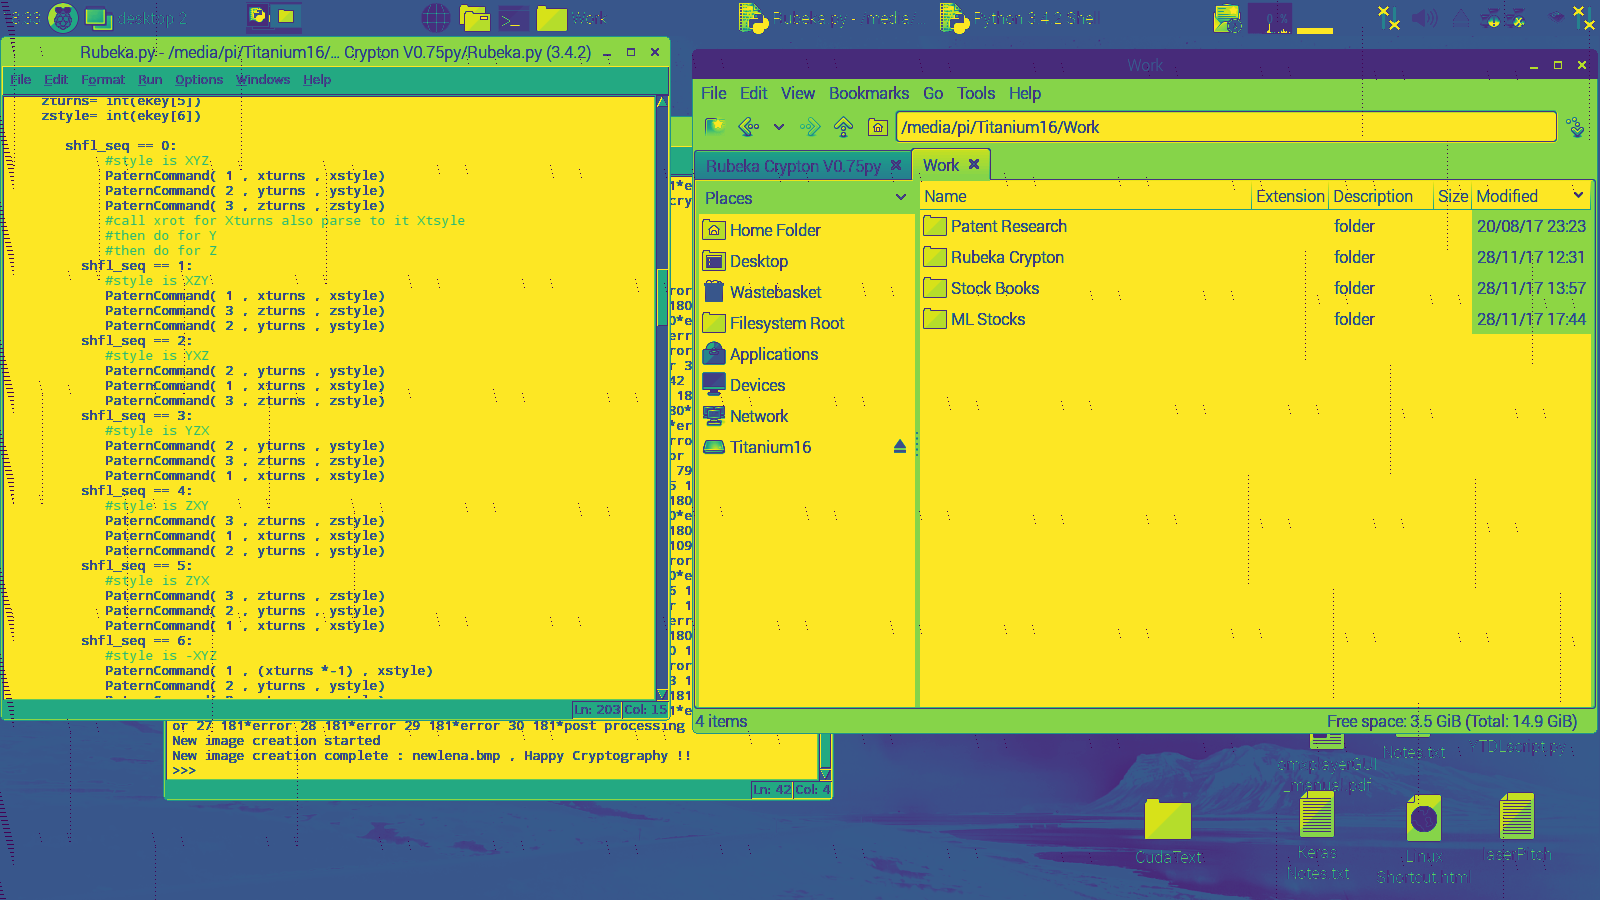 desktop 2
Work
Rubeka.py - /media
Python 3.4.2 Shell
Rubeka.py - /media/pi/Titanium16/... Crypton V0.75py/Rubeka.py (3.4.2)
File Edit Format Run Options Windows Help
zturns= int(ekey[5])
zstyle= int(ekey[6])
shfl_seq == 0:
#style is XYZ
PaternCommand( 1 , xturns , xstyle)
PaternCommand( 2 , yturns , ystyle)
PaternCommand( 3 , zturns , zstyle)
#call xrot for Xturns also parse to it Xtsyle
#then do for Y
#then do for Z
shfl_seq == 1:
#style is XZY
PaternCommand( 1 , xturns , xstyle)
PaternCommand( 3 , zturns , zstyle)
PaternCommand( 2 , yturns , ystyle)
shfl_seq == 2:
#style is YXZ
PaternCommand( 2 , yturns , ystyle)
PaternCommand( 1 , xturns , xstyle)
PaternCommand( 3 , zturns , zstyle)
shfl_seq == 3:
#style is YZX
PaternCommand( 2 , yturns , ystyle)
PaternCommand( 3 , zturns , zstyle)
PaternCommand( 1 , xturns , xstyle)
shfl_seq == 4:
#style is ZXY
PaternCommand( 3 , zturns , zstyle)
PaternCommand( 1 , xturns , xstyle)
PaternCommand( 2 , yturns , ystyle)
shfl_seq == 5:
#style is ZYX
PaternCommand( 3 , zturns , zstyle)
PaternCommand( 2 , yturns , ystyle)
PaternCommand( 1 , xturns , xstyle)
shfl_seq == 6:
#style is -XYZ
PaternCommand( 1 , (xturns *-1) , xstyle)
PaternCommand( 2 , yturns , ystyle)
Ln: 203 Col: 15
or 27 181*error 28 181*error 29 181*error 30 181*post processing
New image creation started
New image creation complete : newlena.bmp , Happy Cryptography !!
>>>
Ln: 42 Col: 4
Work
File Edit View Bookmarks Go Tools Help
/media/pi/Titanium16/Work
Rubeka Crypton V0.75py
Work
Places
Home Folder
Desktop
Wastebasket
Filesystem Root
Applications
Devices
Network
Titanium16
Name Extension Description Size Modified
Patent Research folder 20/08/17 23:23
Rubeka Crypton folder 28/11/17 12:31
Stock Books folder 28/11/17 13:57
ML Stocks folder 28/11/17 17:44
4 items
Free space: 3.5 GiB (Total: 14.9 GiB)
omxplayerGUI
_manual.pdf
Notes.txt
TDLscript.py
CudaText
Keras
Notes.txt
Linux
Shortcut.html